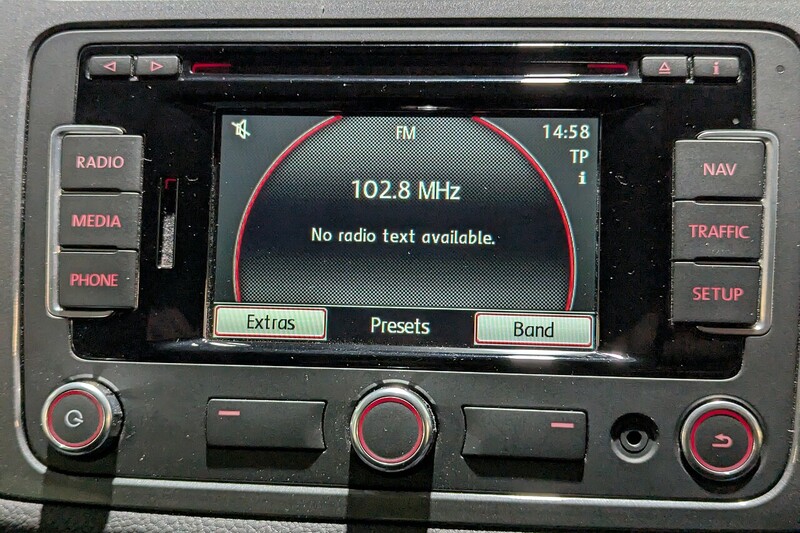 FM
14:58
TP
i
102.8 MHz
No radio text available.
Extras
Presets
Band
RADIO
MEDIA
PHONE
NAV
TRAFFIC
SETUP
i